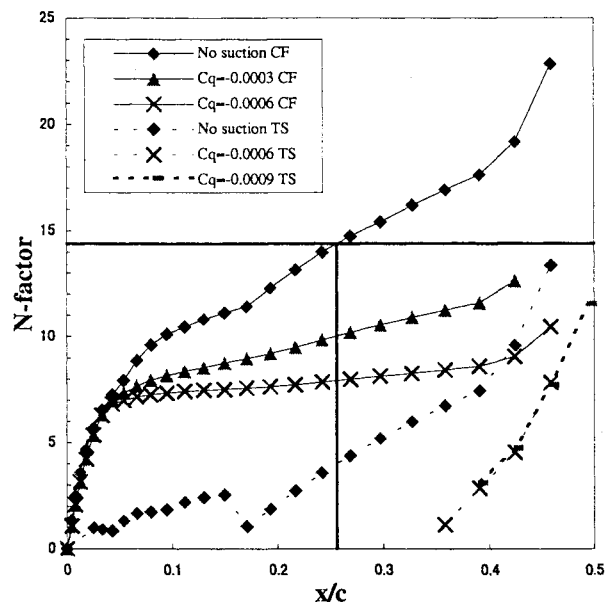 25
20
15
10
5
0
N-factor
No suction CF
Cq=-0.0003 CF
Cq=-0.0006 CF
No suction TS
Cq=-0.0006 TS
Cq=-0.0009 TS
0 0.1 0.2 0.3 0.4 0.5
x/c